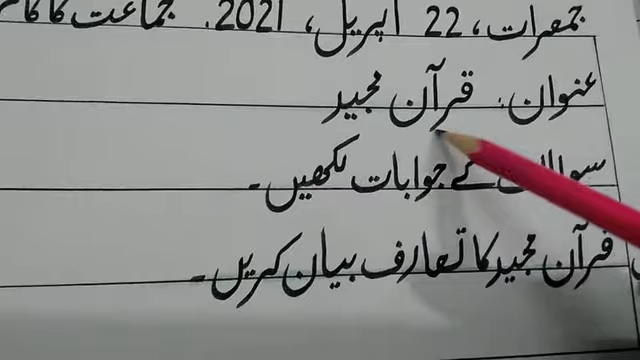 جمعرات، 22 اپریل، 2021. جماعت کا کام
عنوان: قرآن مجید
سوالات کے جوابات لکھیں۔
قرآن مجید کا تعارف بیان کریں۔